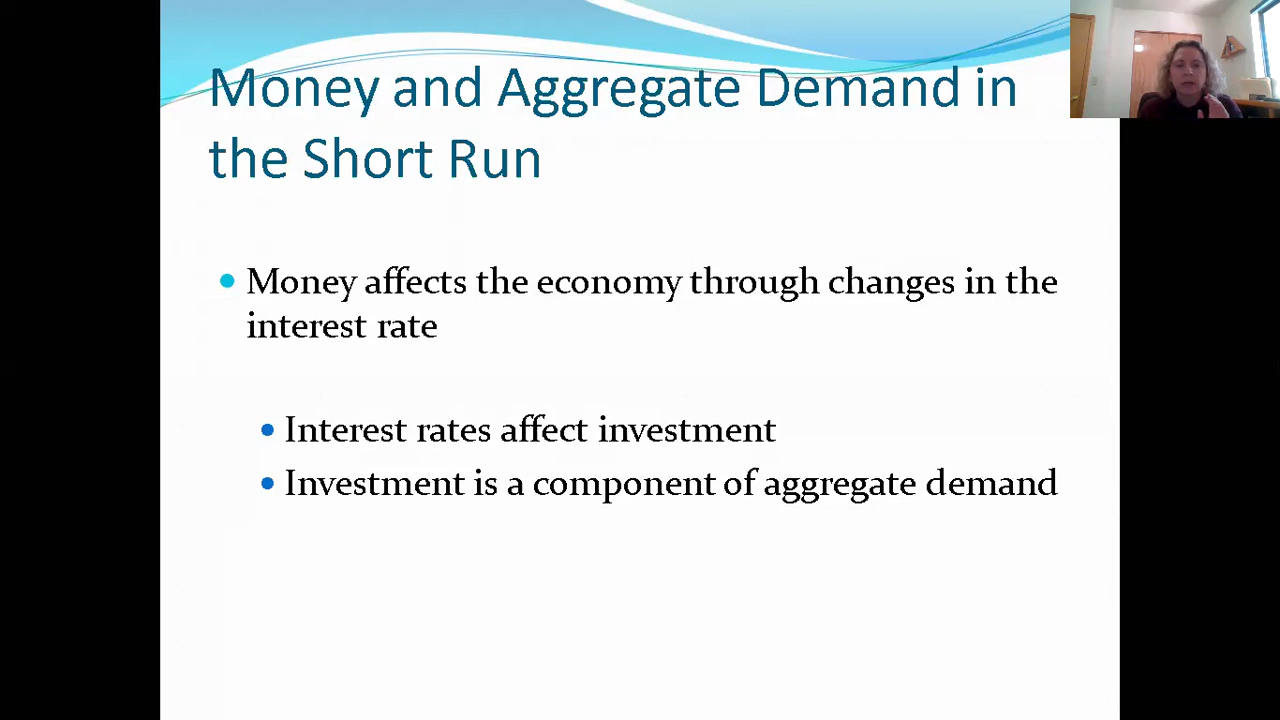 Money and Aggregate Demand in
the Short Run
Money affects the economy through changes in the
interest rate
Interest rates affect investment
Investment is a component of aggregate demand